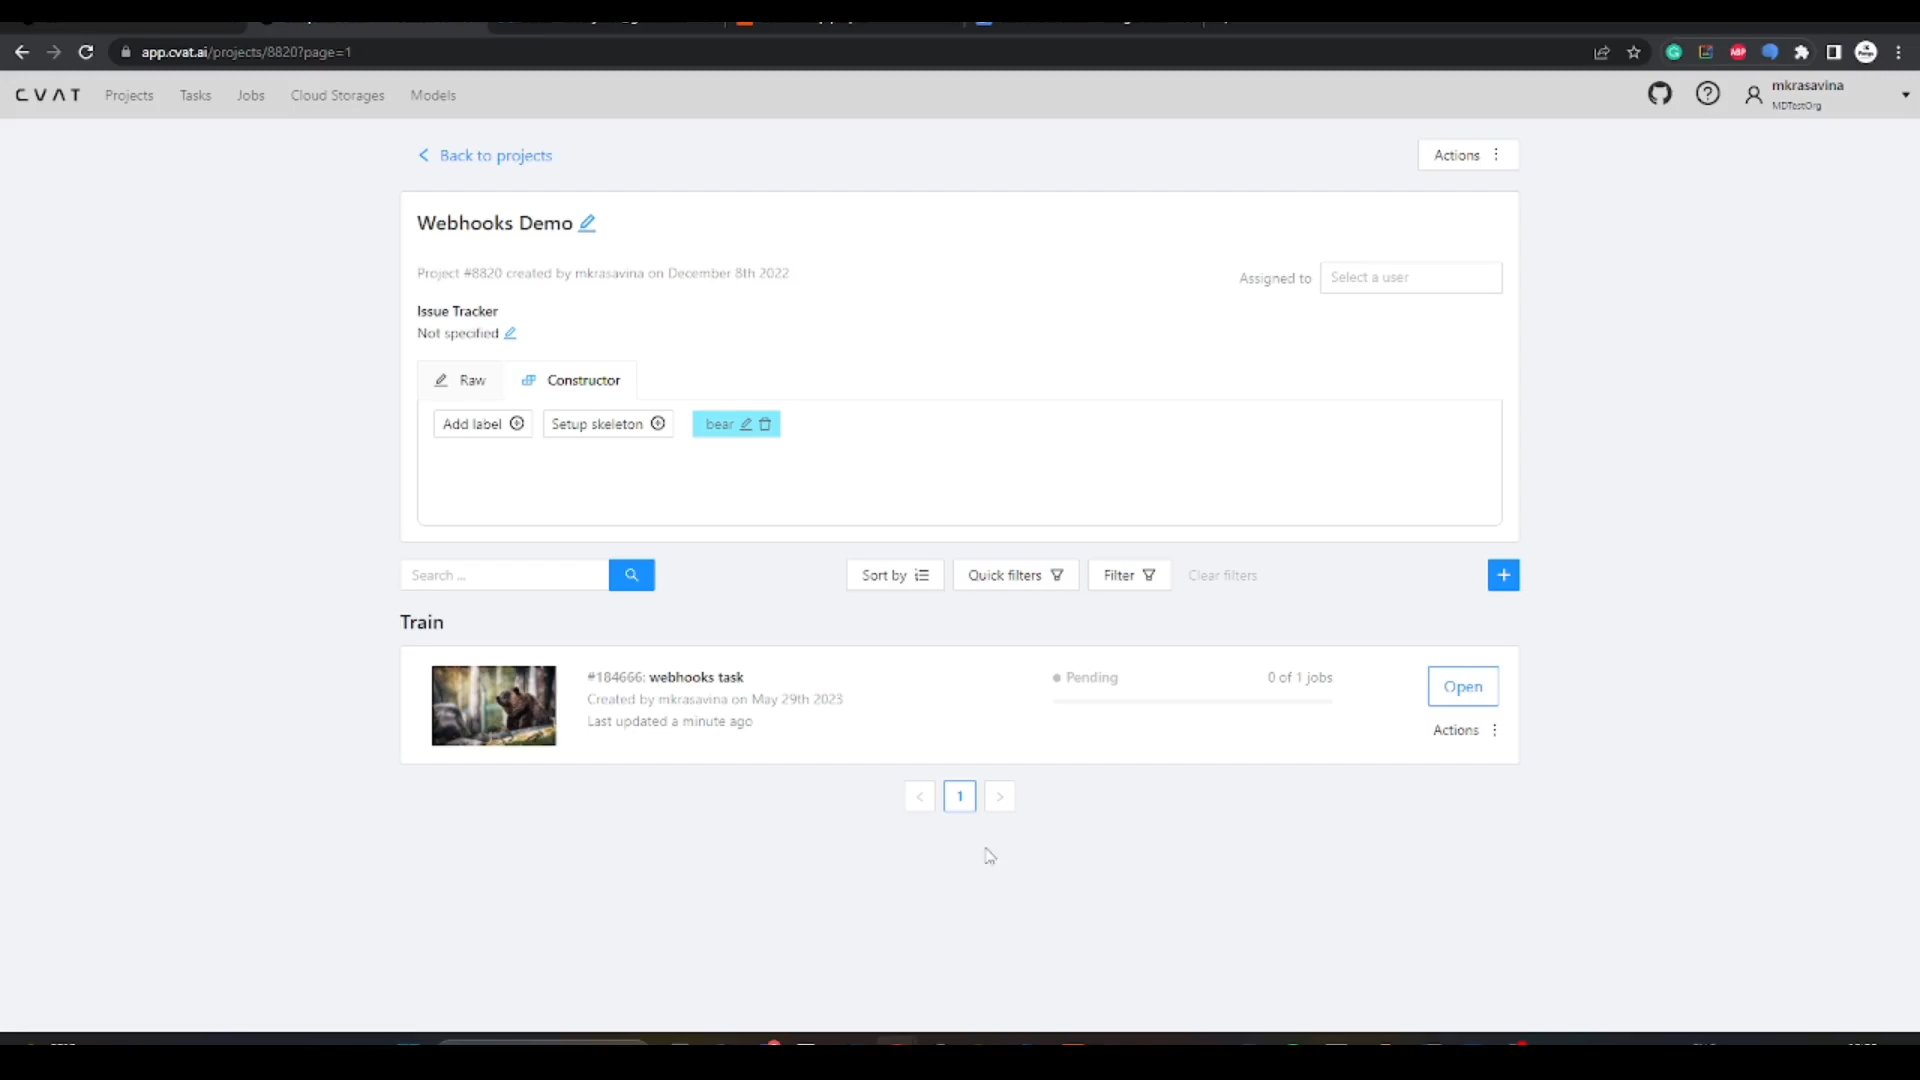 app.cvat.ai/projects/8820?page=1
ABP
CVAT Projects Tasks Jobs Cloud Storages Models
mkrasavina
MDTestOrg
Back to projects
Actions
Webhooks Demo
Project #8820 created by mkrasavina on December 8th 2022
Assigned to Select a user
Issue Tracker
Not specified
Raw Constructor
Add label Setup skeleton bear
Search ... Sort by Quick filters Filter Clear filters
Train
#184666: webhooks task Pending 0 of 1 jobs Open
Created by mkrasavina on May 29th 2023
Last updated a minute ago
Actions
1